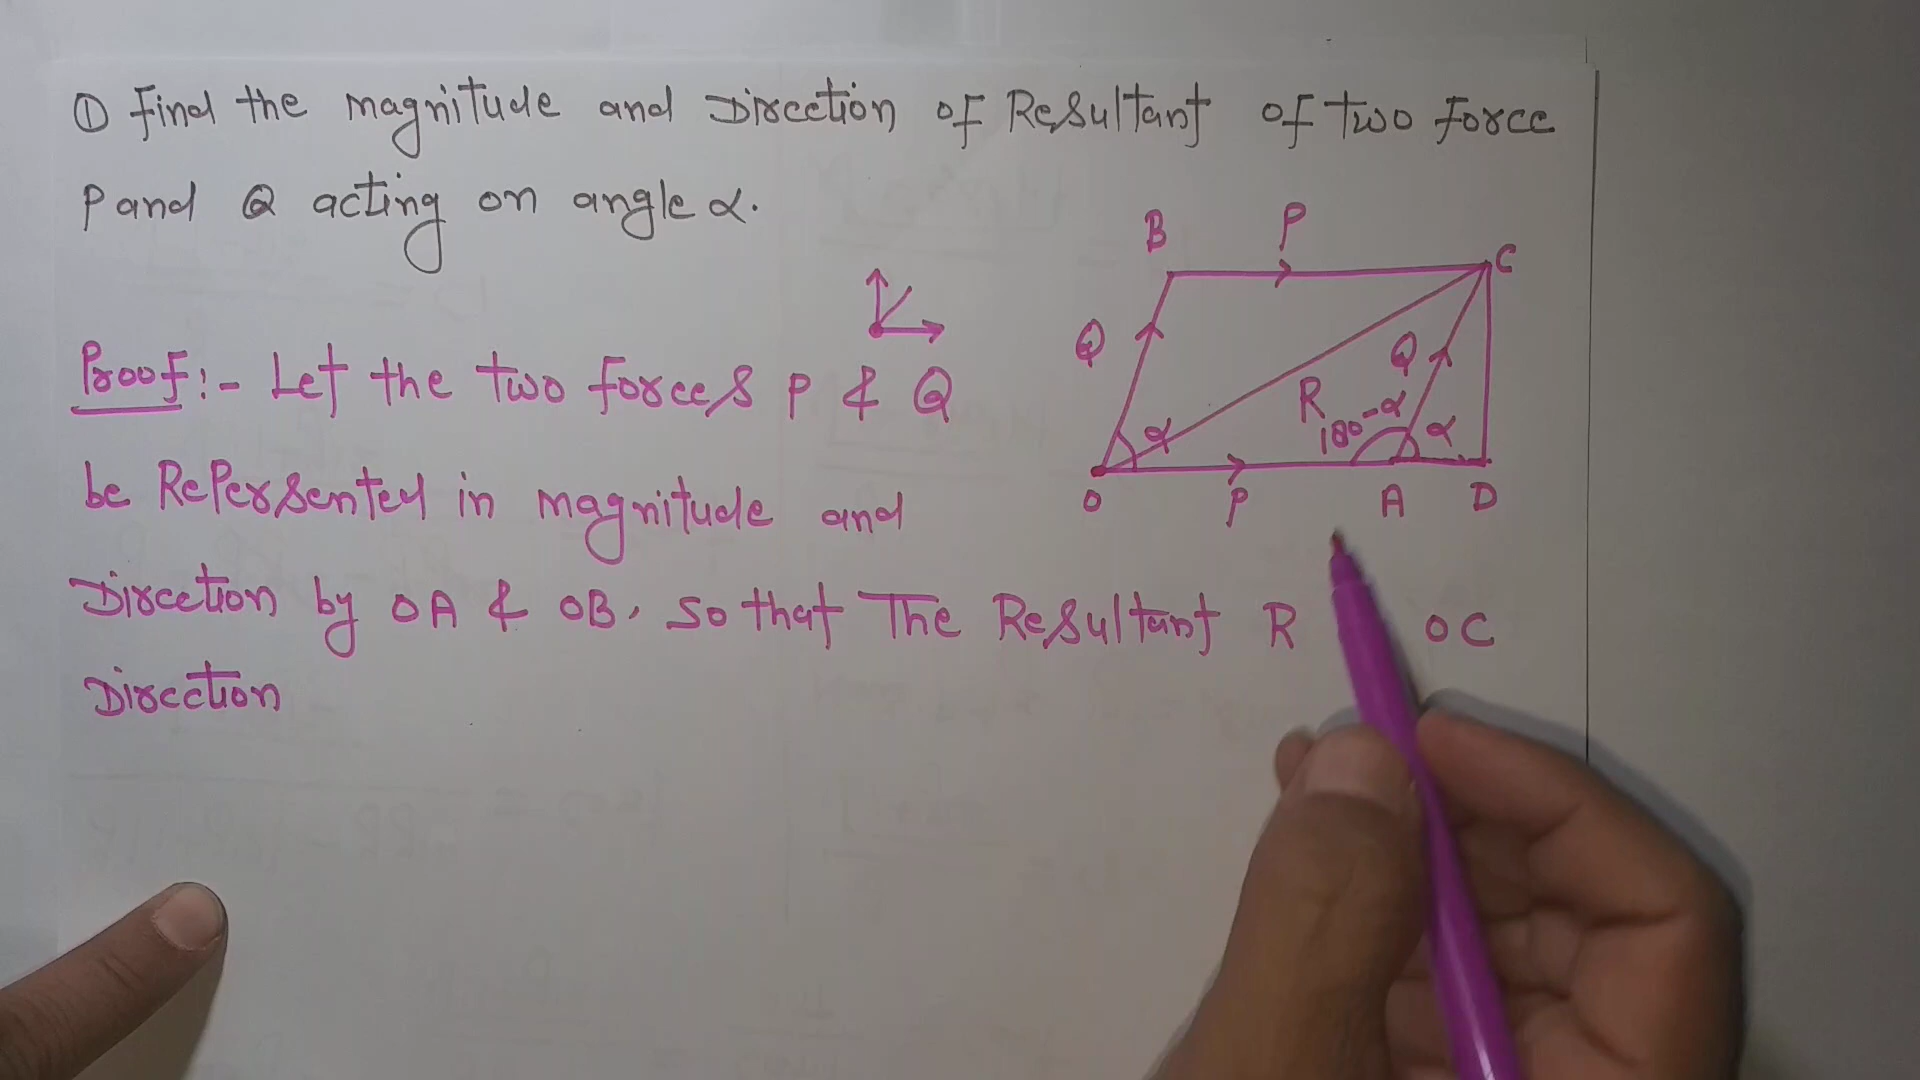 ① Find the magnitude and Direction of Resultant of two Force
P and Q acting on angle α.
B P C
Q Q
R
α 180-α α
O P A D
Proof:- Let the two forces P & Q
be RePersented in magnitude and
Direction by OA & OB. So that The Resultant R OC
Direction